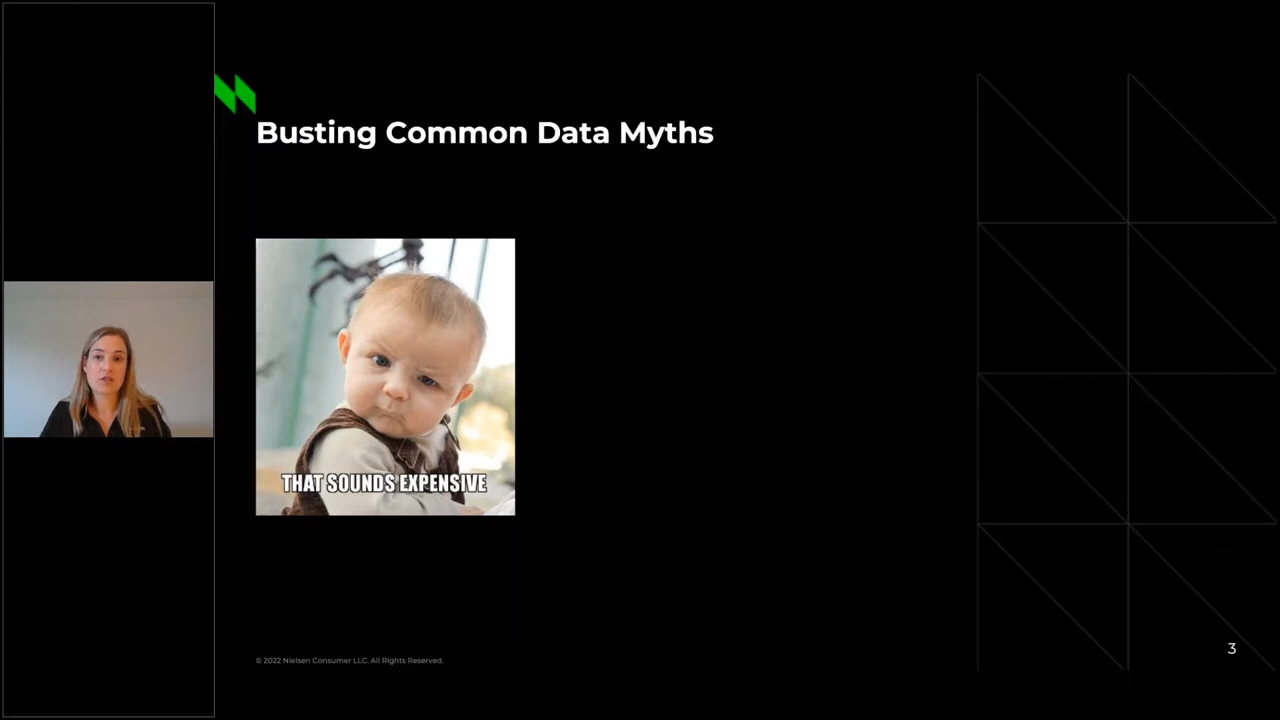 Busting Common Data Myths
THAT SOUNDS EXPENSIVE
© 2022 Nielsen Consumer LLC. All Rights Reserved.
3